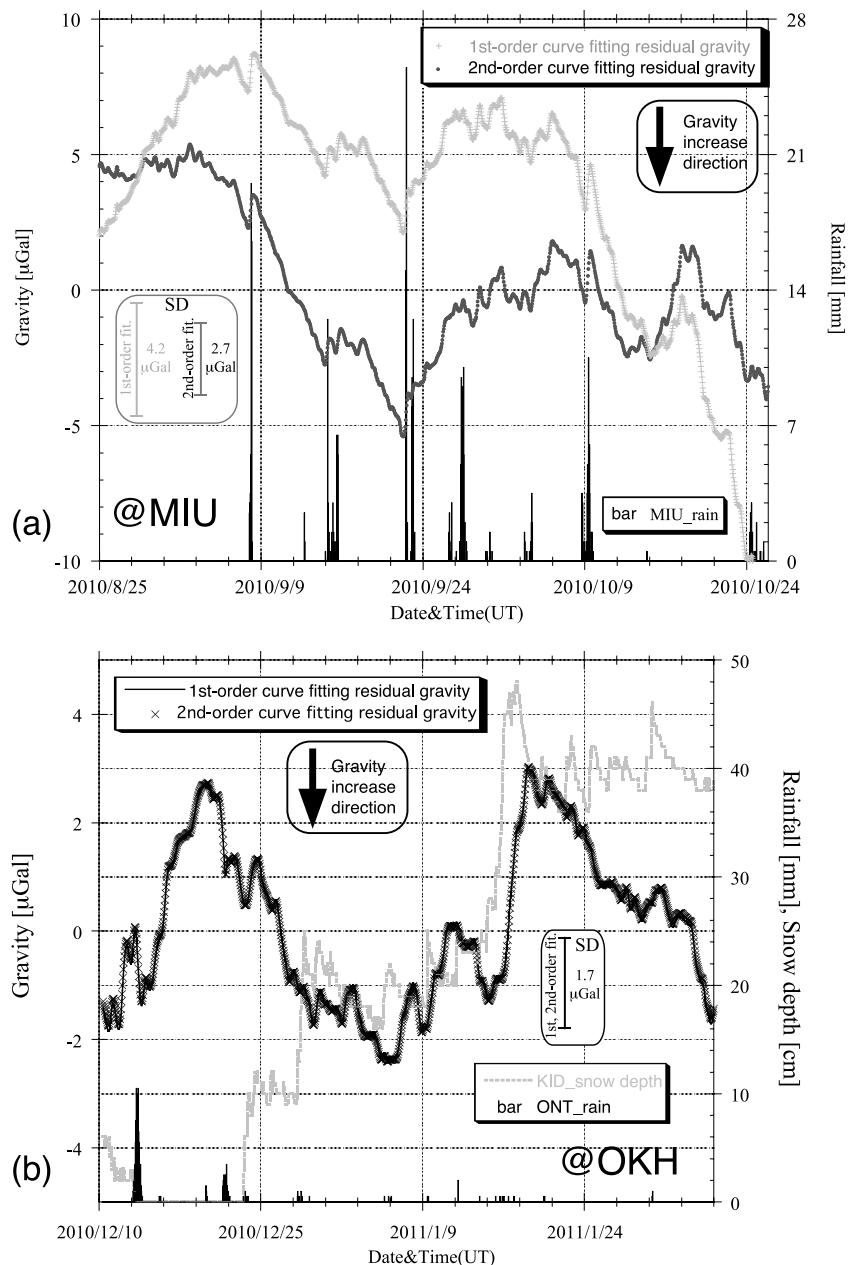 10
28
1st-order curve fitting residual gravity
2nd-order curve fitting residual gravity
Gravity
increase
direction
5
21
Gravity [μGal]
Rainfall [mm]
0
14
SD
1st-order fit.
4.2
μGal
2nd-order fit.
2.7
μGal
-5
7
(a)
@MIU
bar MIU_rain
-10
0
2010/8/25
2010/9/9
2010/9/24
2010/10/9
2010/10/24
Date&Time(UT)
50
1st-order curve fitting residual gravity
2nd-order curve fitting residual gravity
4
Gravity
increase
direction
40
2
Gravity [μGal]
Rainfall [mm], Snow depth [cm]
30
0
SD
1st, 2nd-order fit.
1.7
μGal
20
-2
KID_snow depth
bar ONT_rain
10
-4
(b)
@OKH
0
2010/12/10
2010/12/25
2011/1/9
2011/1/24
Date&Time(UT)